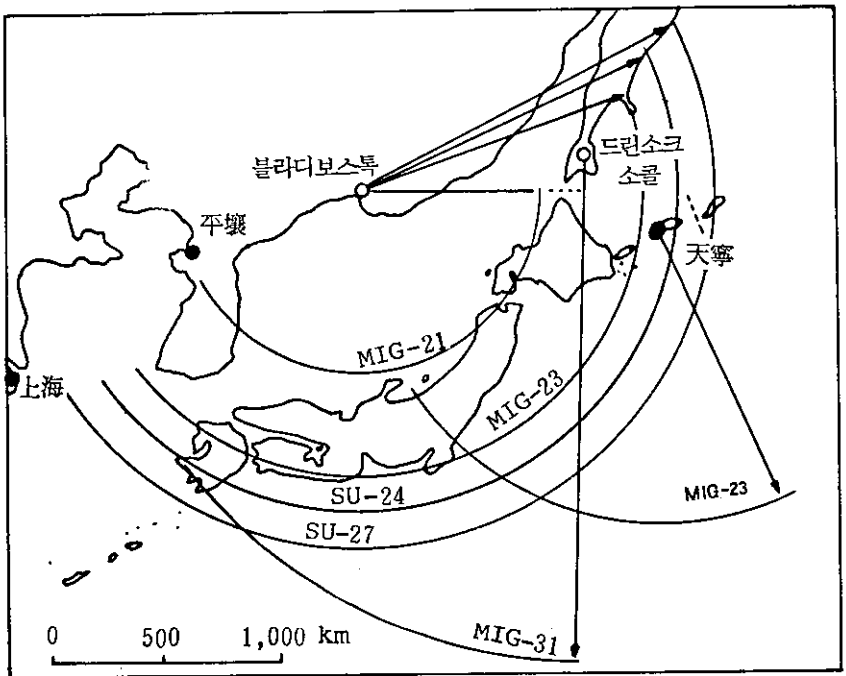 블라디보스톡
드린소크
소콜
平壤
天寧
MIG-21
上海
MIG-23
SU-24
MIG-23
SU-27
MIG-31
0 500 1,000 km